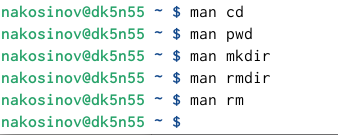 nakosinov@dk5n55 ~ $ man cd
nakosinov@dk5n55 ~ $ man pwd
nakosinov@dk5n55 ~ $ man mkdir
nakosinov@dk5n55 ~ $ man rmdir
nakosinov@dk5n55 ~ $ man rm
nakosinov@dk5n55 ~ $